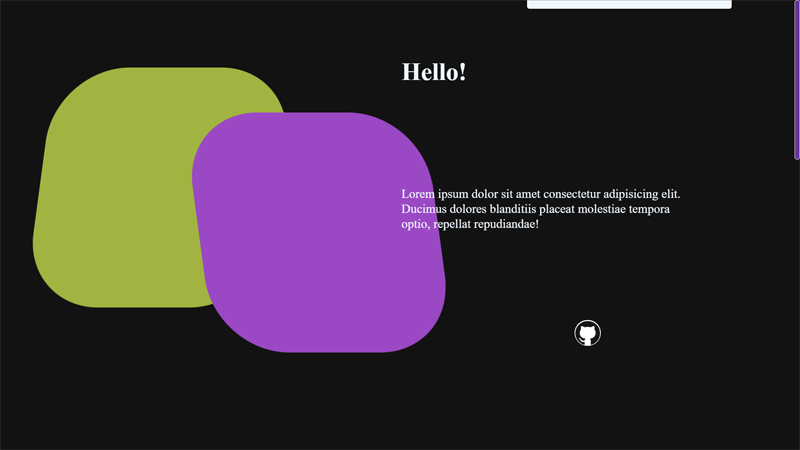 Hello!
Lorem ipsum dolor sit amet consectetur adipisicing elit.
Ducimus dolores blanditiis placeat molestiae tempora
optio, repellat repudiandae!